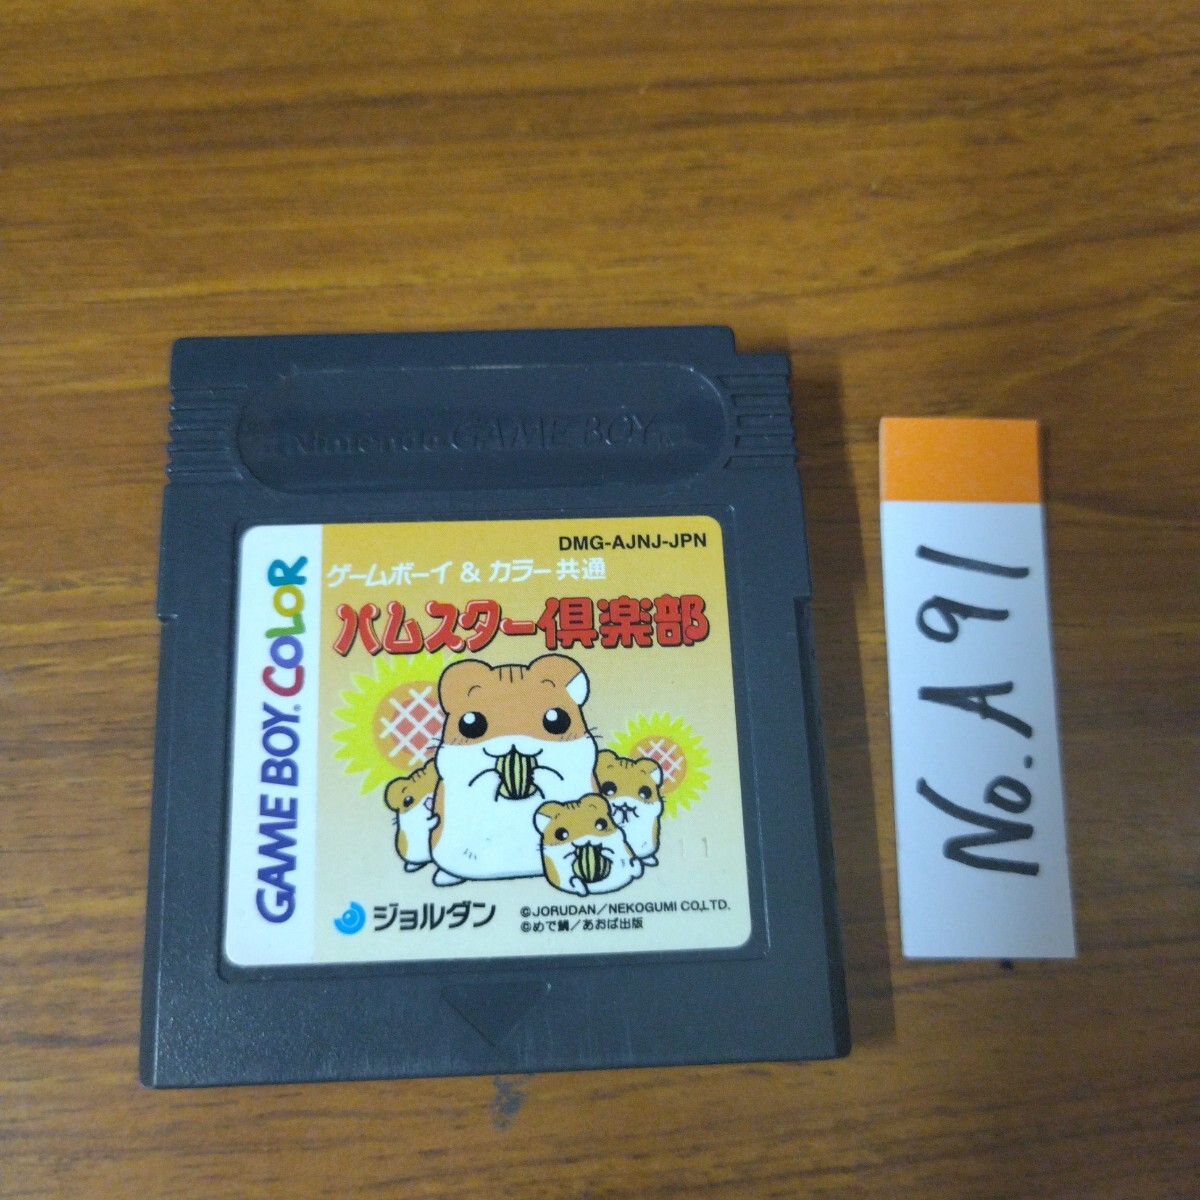 Nintendo GAME BOY
GAME BOY COLOR
DMG-AJNJ-JPN
ゲームボーイ & カラー共通
ハムスター倶楽部
ジョルダン
©JORUDAN/NEKOGUMI CO.,LTD.
©めで鯛/あおば出版
11
No. A91